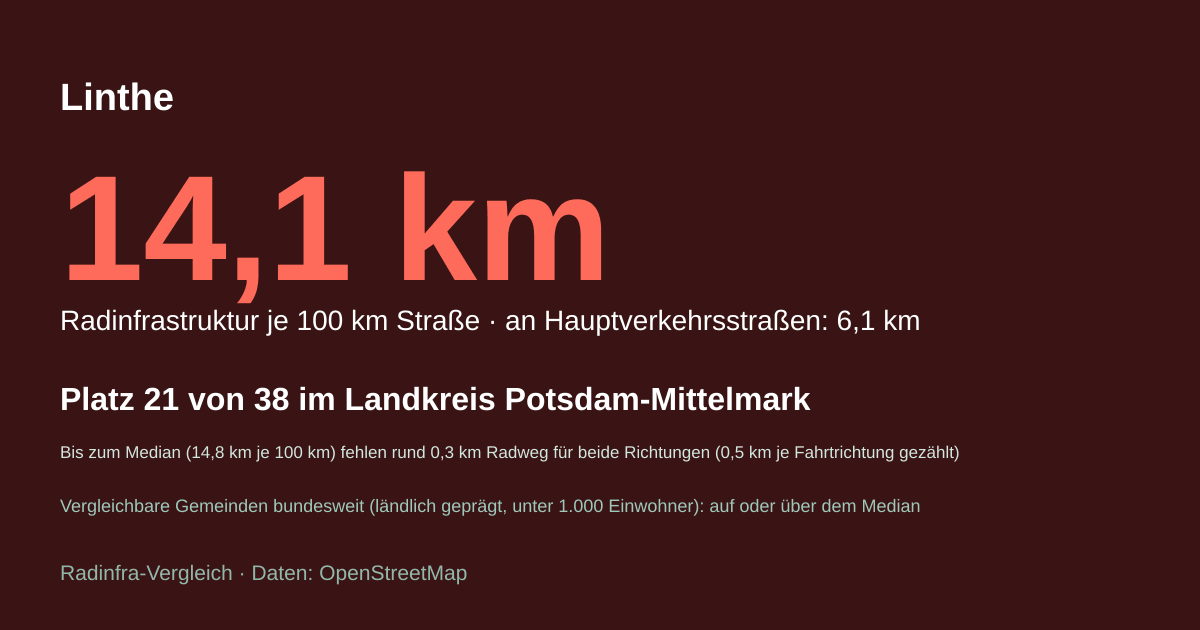 Linthe
14,1 km
Radinfrastruktur je 100 km Straße · an Hauptverkehrsstraßen: 6,1 km
Platz 21 von 38 im Landkreis Potsdam-Mittelmark
Bis zum Median (14,8 km je 100 km) fehlen rund 0,3 km Radweg für beide Richtungen (0,5 km je Fahrtrichtung gezählt)
Vergleichbare Gemeinden bundesweit (ländlich geprägt, unter 1.000 Einwohner): auf oder über dem Median
Radinfra-Vergleich · Daten: OpenStreetMap